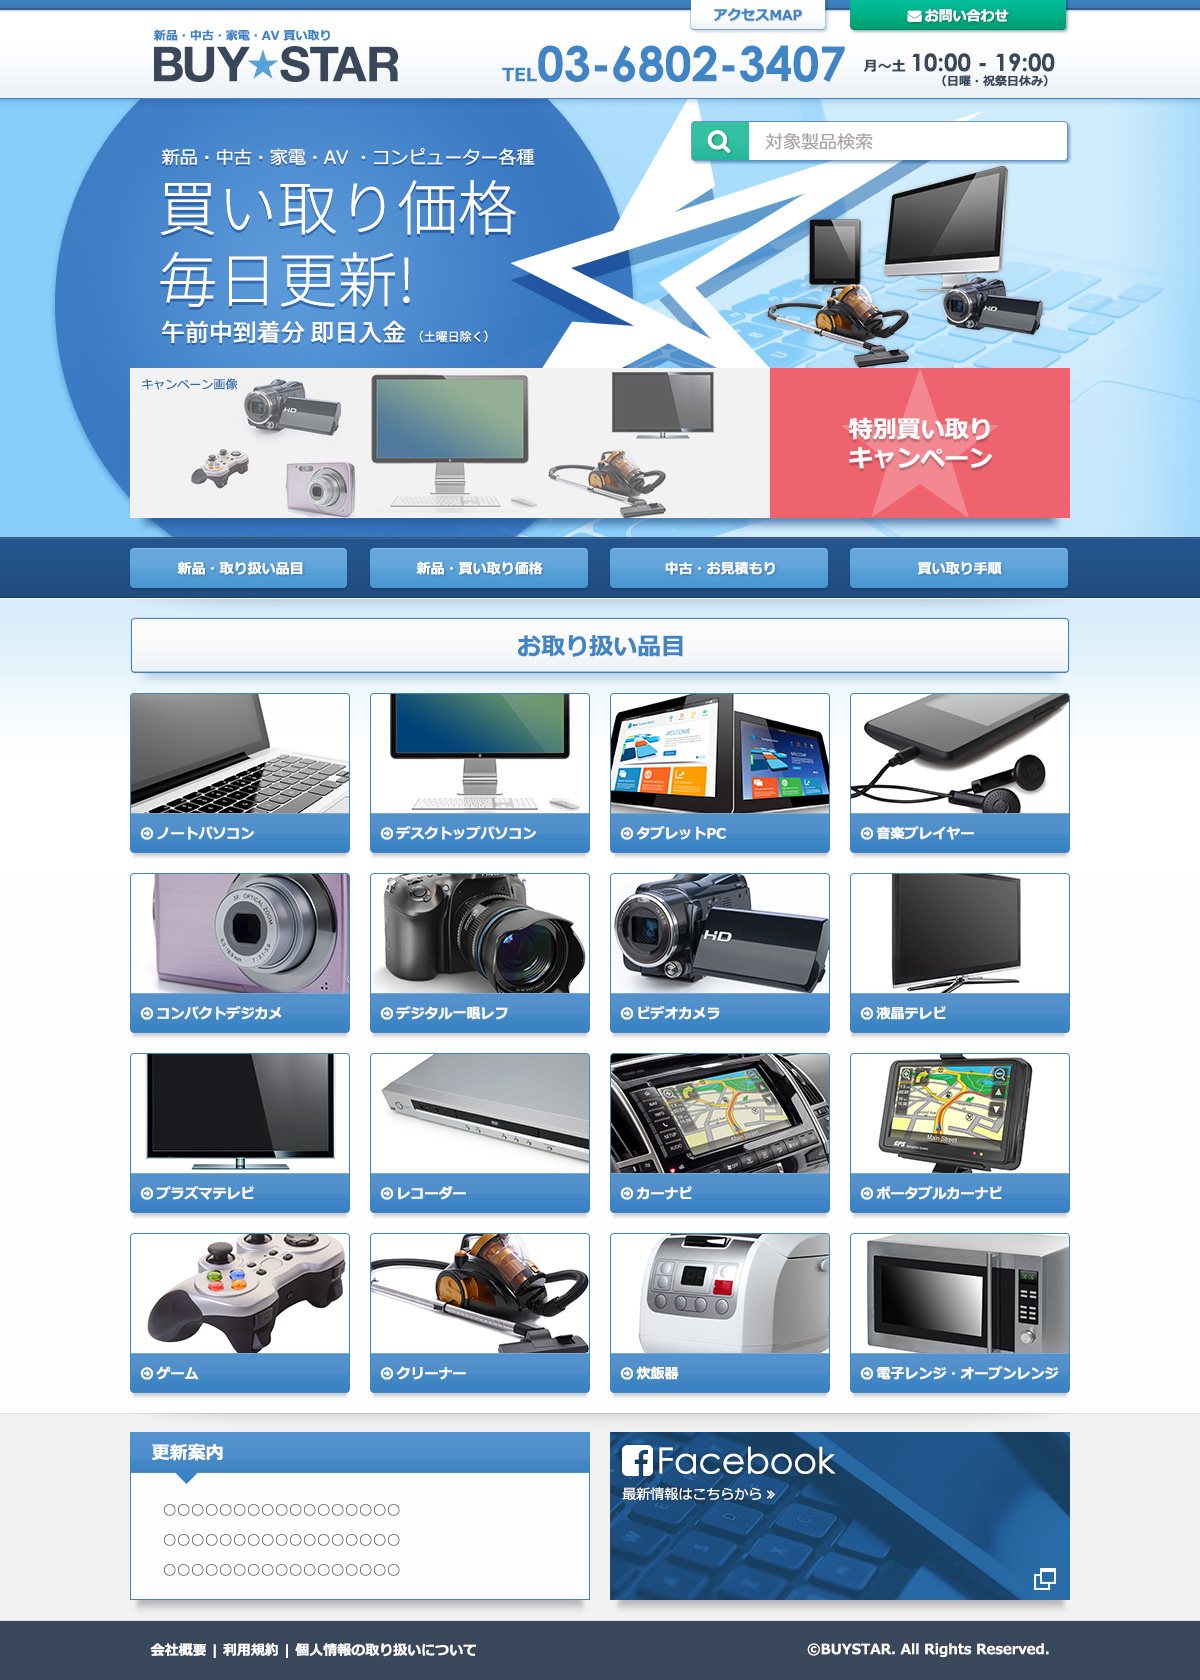 アクセスMAP
お問い合わせ
新品・中古・家電・AV 買い取り
BUY★STAR
TEL03-6802-3407
月～土 10:00 - 19:00
（日曜・祝祭日休み）
対象製品検索
新品・中古・家電・AV ・コンピューター各種
買い取り価格
毎日更新!
午前中到着分 即日入金 （土曜日除く）
HD
キャンペーン画像
HD
特別買い取り
キャンペーン
新品・取り扱い品目
新品・買い取り価格
中古・お見積もり
買い取り手順
お取り扱い品目
WELCOME
WELCOME
ノートパソコン
デスクトップパソコン
タブレットPC
音楽プレイヤー
3X OPTICAL ZOOM
HD
コンパクトデジカメ
デジタル一眼レフ
ビデオカメラ
液晶テレビ
Main Street
Main Street
GPS
プラズマテレビ
レコーダー
カーナビ
ポータブルカーナビ
ゲーム
クリーナー
炊飯器
電子レンジ・オーブンレンジ
更新案内
○○○○○○○○○○○○○○○○○
○○○○○○○○○○○○○○○○○
○○○○○○○○○○○○○○○○○
Facebook
最新情報はこちらから »
会社概要 | 利用規約 | 個人情報の取り扱いについて
©BUYSTAR. All Rights Reserved.